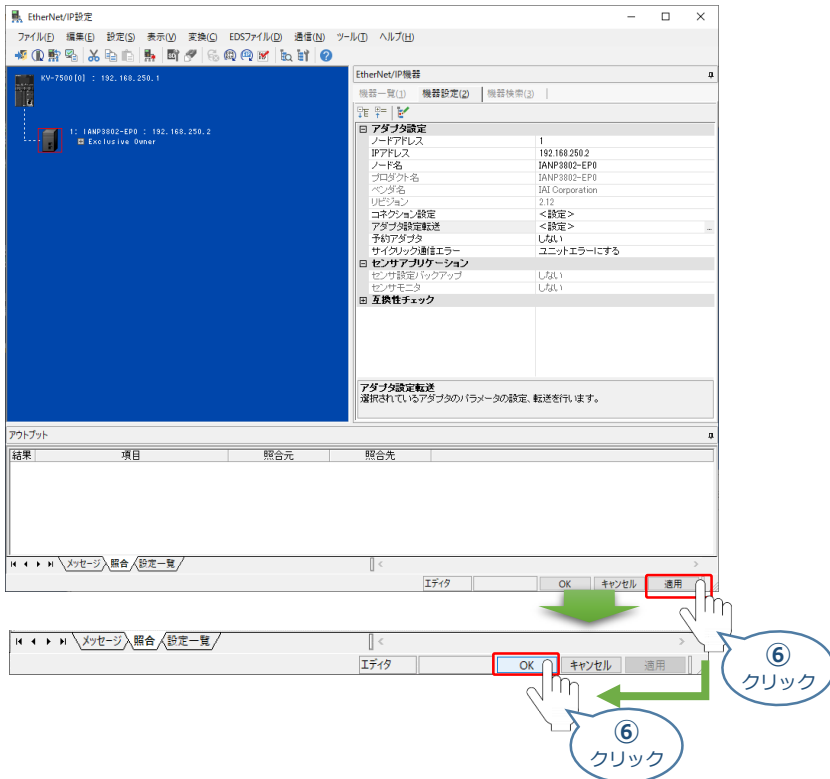 EtherNet/IP設定
ファイル(F) 編集(E) 設定(S) 表示(V) 変換(C) EDSファイル(D) 通信(N) ツール(T) ヘルプ(H)
KV-7500[0] : 192.168.250.1
1: IANP3802-EP0 : 192.168.250.2
Exclusive Owner
EtherNet/IP機器
機器一覧(1) 機器設定(2) 機器検索(3)
アダプタ設定
ノードアドレス 1
IPアドレス 192.168.250.2
ノード名 IANP3802-EP0
プロダクト名 IANP3802-EP0
ベンダ名 IAI Corporation
リビジョン 2.12
コネクション設定 <設定>
アダプタ設定転送 <設定> ...
予約アダプタ しない
サイクリック通信エラー ユニットエラーにする
センサアプリケーション
センサ設定バックアップ しない
センサモニタ しない
互換性チェック
アダプタ設定転送
選択されているアダプタのパラメータの設定、転送を行います。
アウトプット
結果 項目 照合元 照合先
メッセージ 照合 設定一覧
エディタ OK キャンセル 適用
メッセージ 照合 設定一覧
エディタ OK キャンセル 適用
⑥
クリック
⑥
クリック